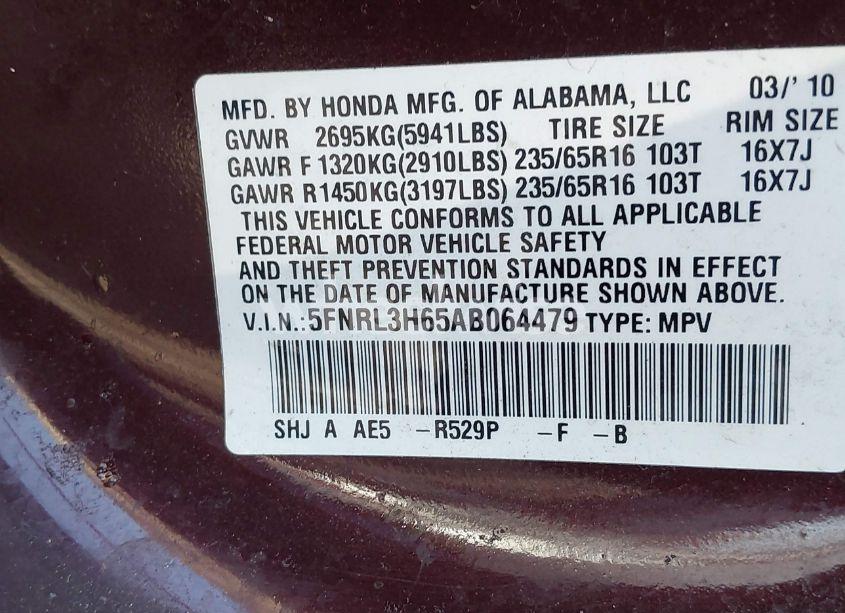 MFD. BY HONDA MFG. OF ALABAMA, LLC 03/' 10
GVWR 2695KG(5941LBS) TIRE SIZE RIM SIZE
GAWR F 1320KG(2910LBS) 235/65R16 103T 16X7J
GAWR R1450KG(3197LBS) 235/65R16 103T 16X7J
THIS VEHICLE CONFORMS TO ALL APPLICABLE
FEDERAL MOTOR VEHICLE SAFETY
AND THEFT PREVENTION STANDARDS IN EFFECT
ON THE DATE OF MANUFACTURE SHOWN ABOVE.
V.I.N.:5FNRL3H65AB064479 TYPE: MPV
SHJ A AE5 -R529P -F -B